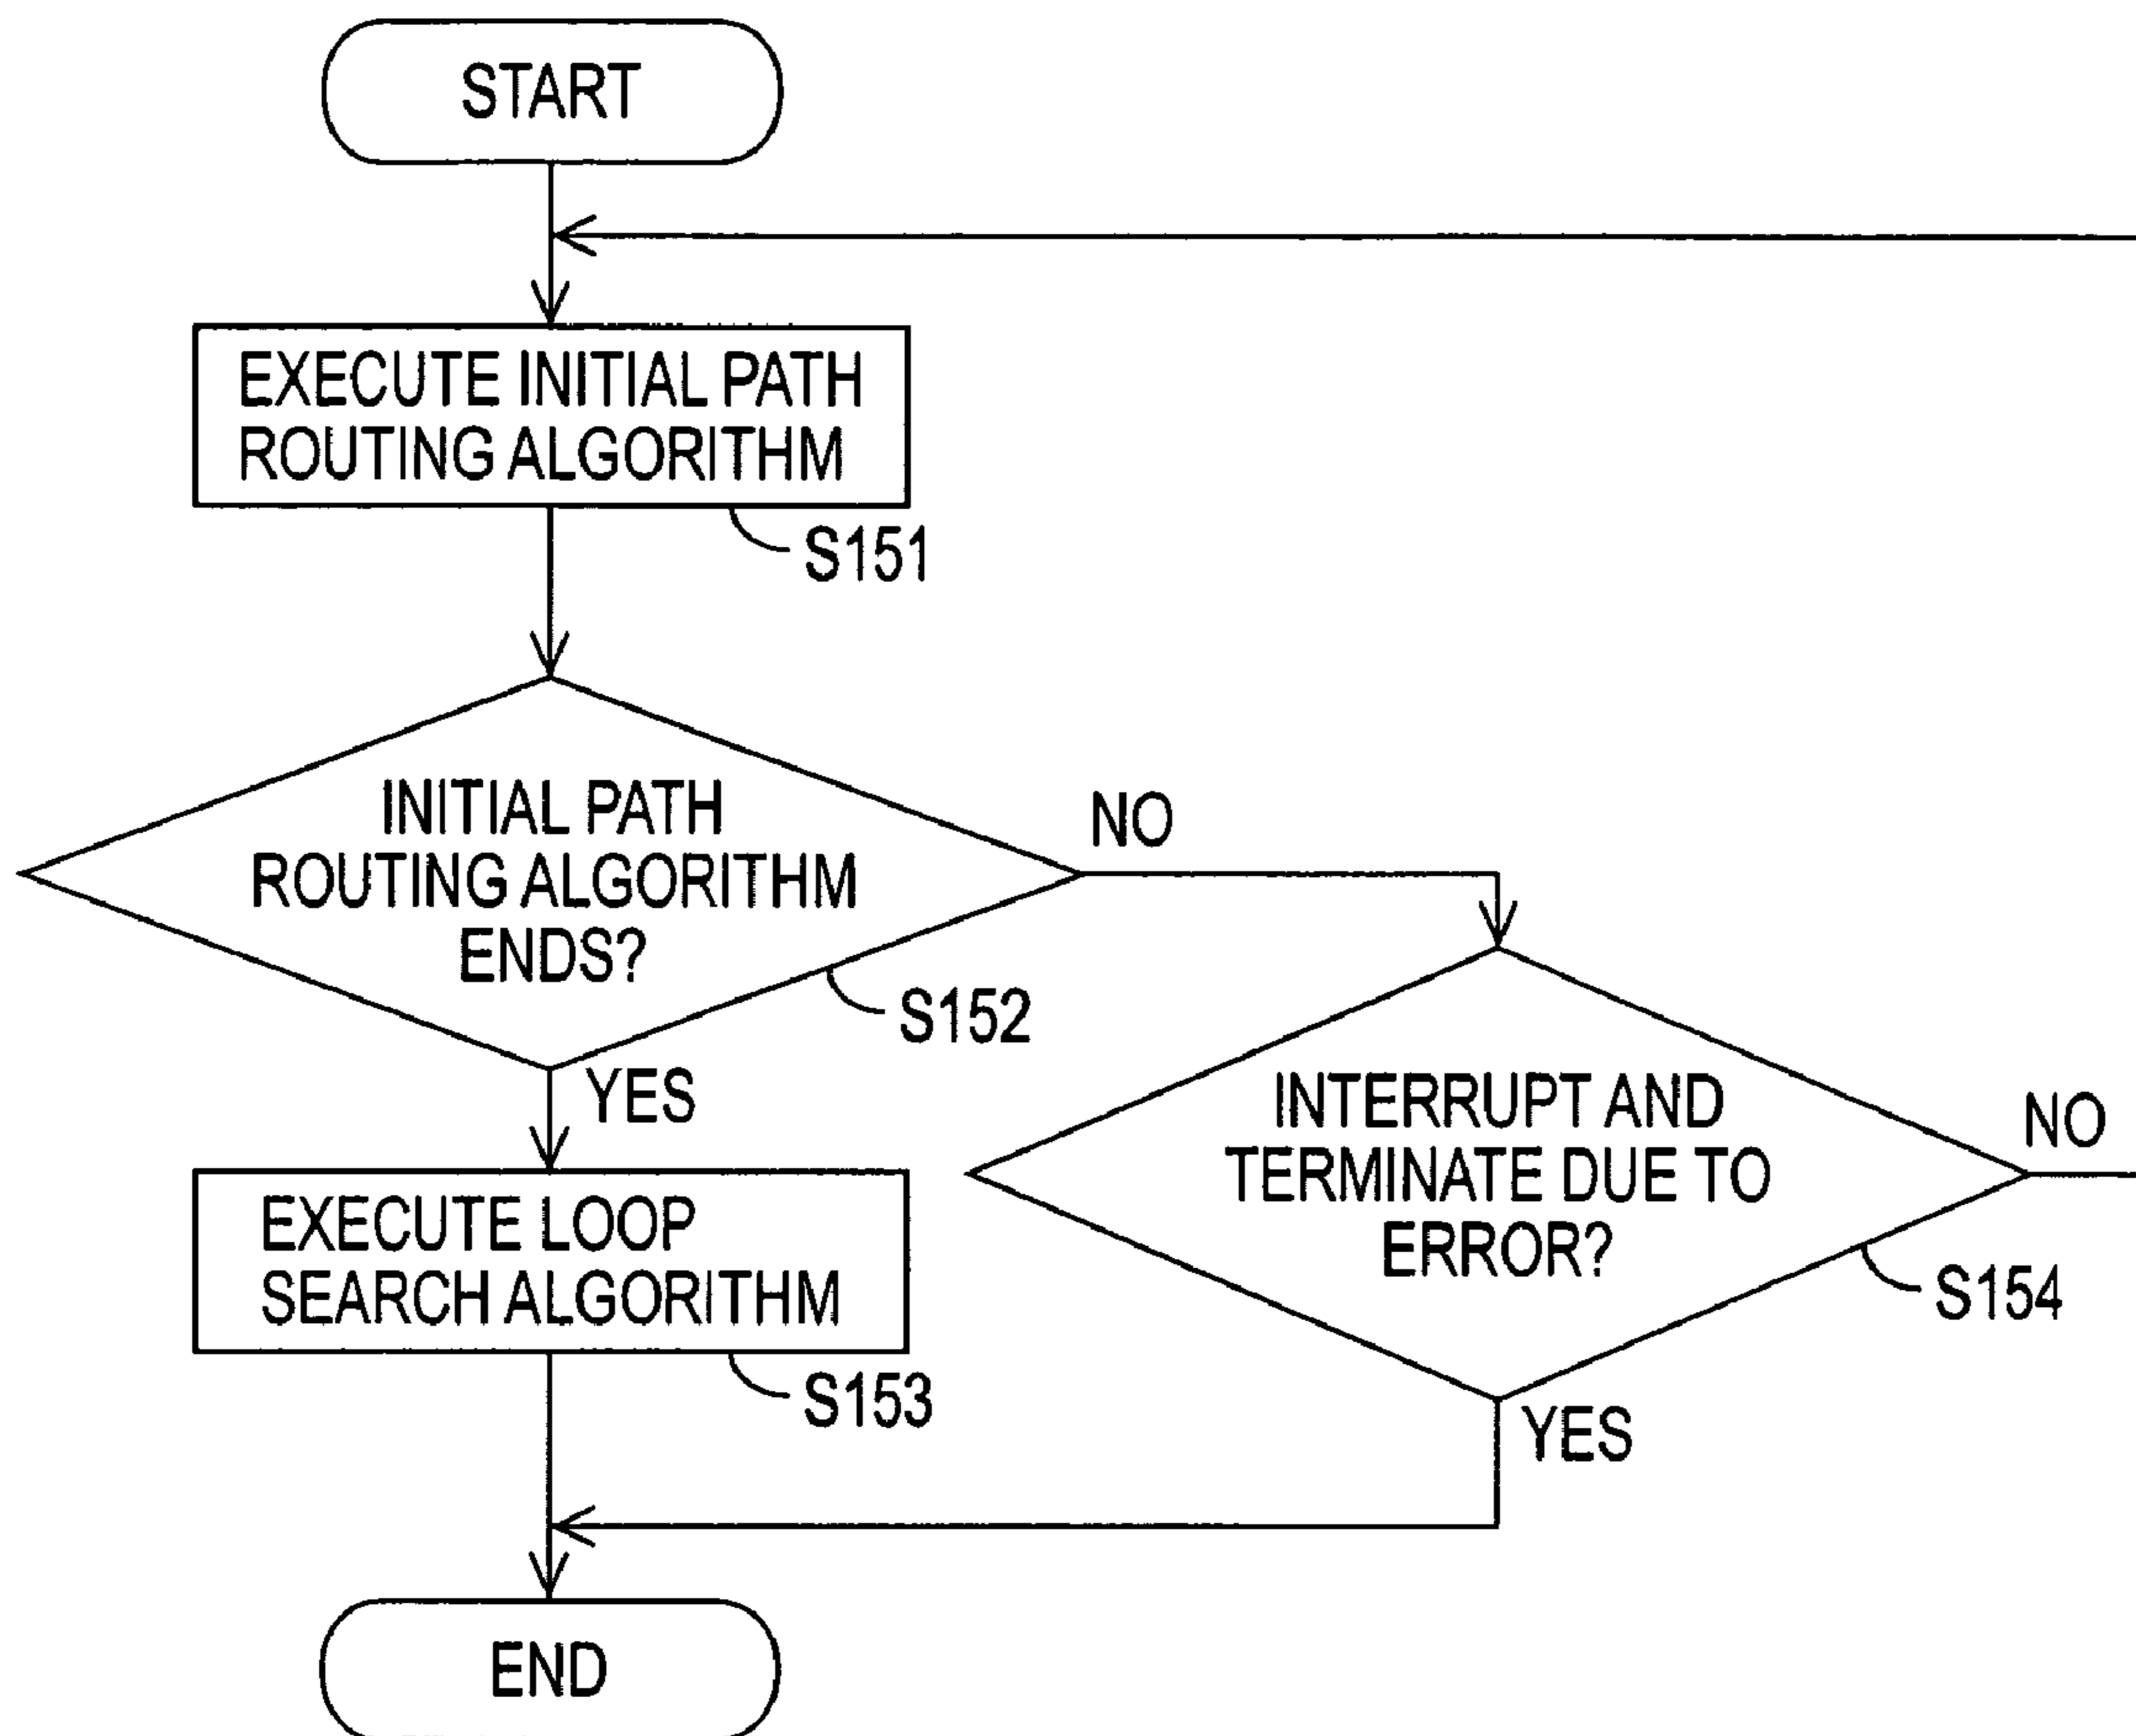 START
EXECUTE INITIAL PATH
ROUTING ALGORITHM
S151
INITIAL PATH
ROUTING ALGORITHM
ENDS?
NO
S152
YES
INTERRUPT AND
TERMINATE DUE TO
ERROR?
NO
S154
YES
EXECUTE LOOP
SEARCH ALGORITHM
S153
END